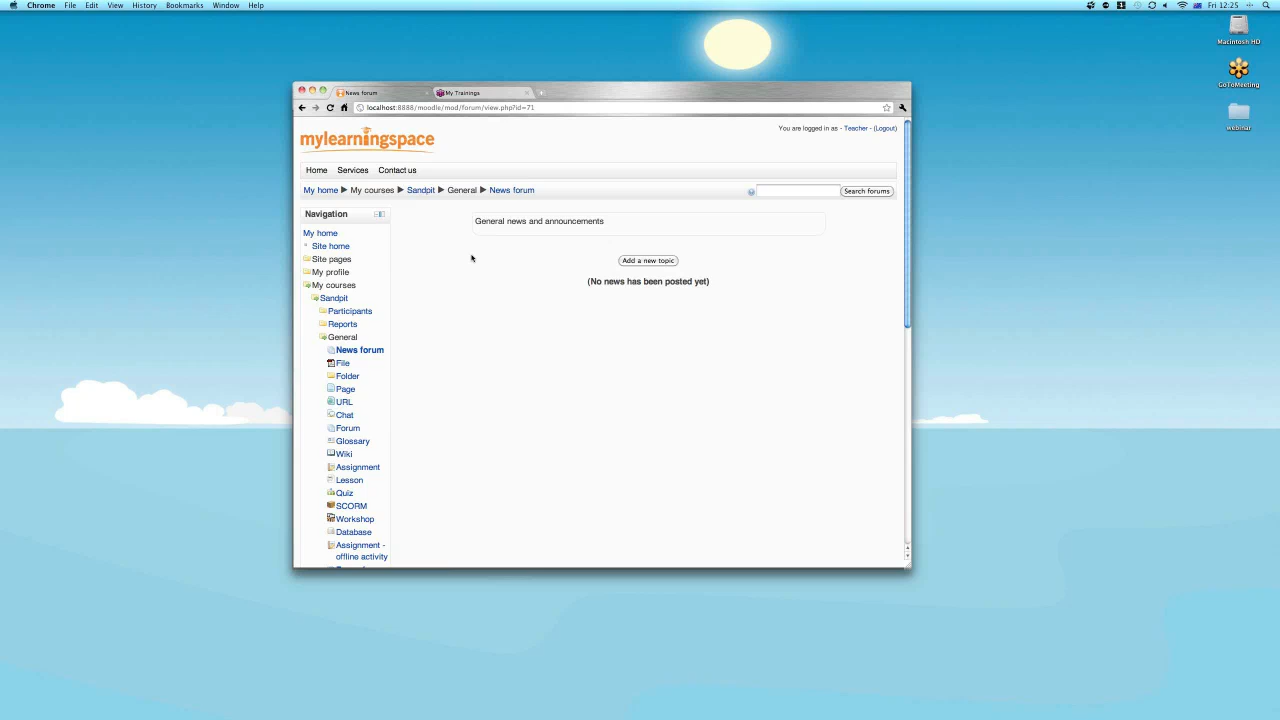 Chrome File Edit View History Bookmarks Window Help
Fri 12:25
Macintosh HD
GoToMeeting
webinar
News forum
My Trainings
localhost:8888/moodle/mod/forum/view.php?id=71
mylearningspace
You are logged in as - Teacher - (Logout)
Home Services Contact us
My home ► My courses ► Sandpit ► General ► News forum
Search forums
Navigation
My home
Site home
Site pages
My profile
My courses
Sandpit
Participants
Reports
General
News forum
File
Folder
Page
URL
Chat
Forum
Glossary
Wiki
Assignment
Lesson
Quiz
SCORM
Workshop
Database
Assignment -
offline activity
General news and announcements
Add a new topic
(No news has been posted yet)